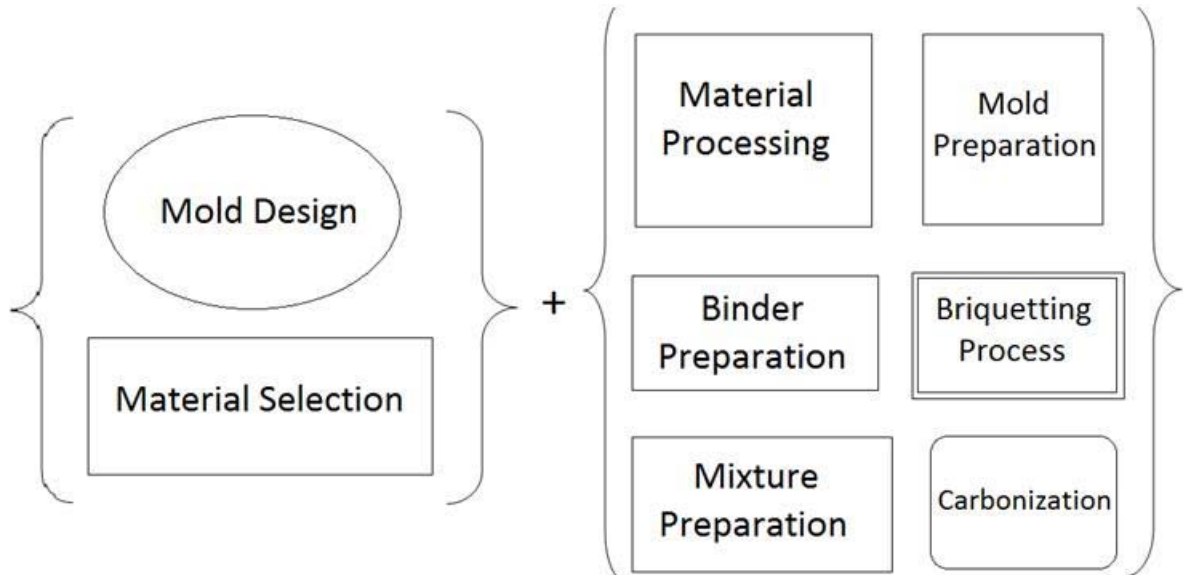 Mold Design
Material Selection
+
Material
Processing
Mold
Preparation
Binder
Preparation
Briquetting
Process
Mixture
Preparation
Carbonization